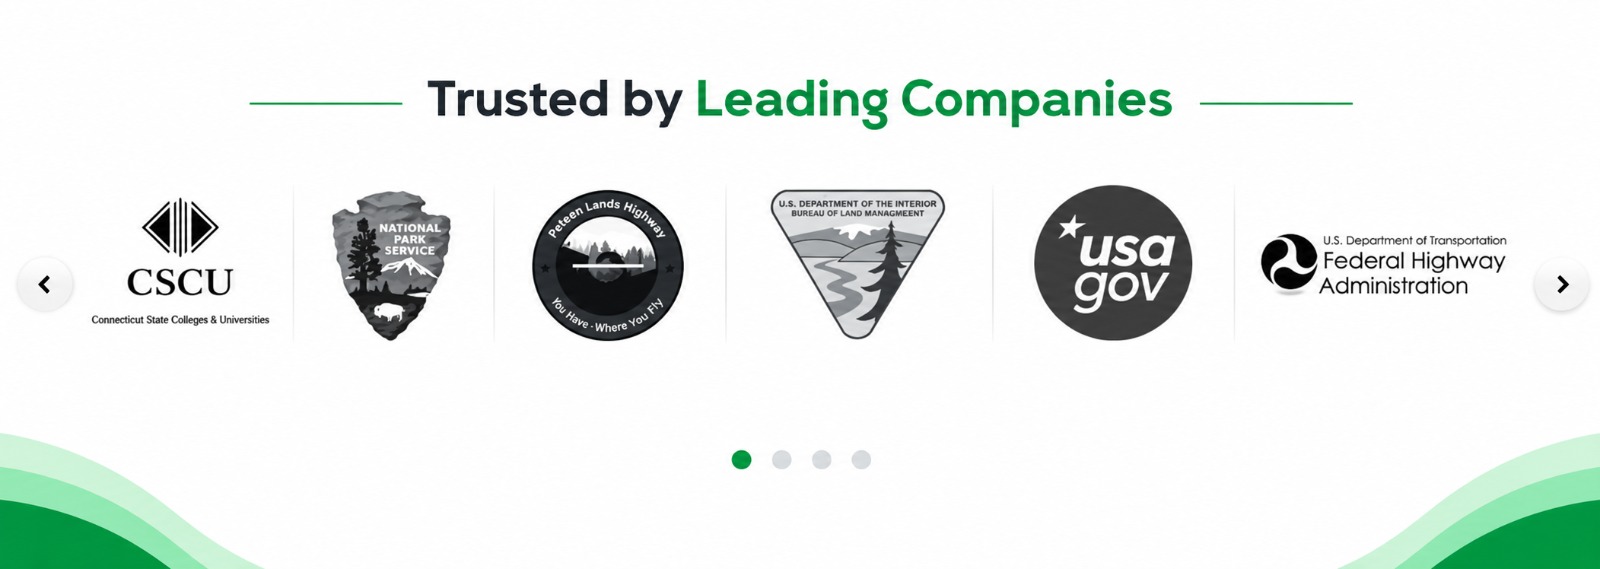 Trusted by Leading Companies
CSCU
Connecticut State Colleges & Universities
NATIONAL
PARK
SERVICE
Peteen Lands Highway
You Have · Where You Fly
U.S. DEPARTMENT OF THE INTERIOR
BUREAU OF LAND MANAGMEENT
usa
gov
U.S. Department of Transportation
Federal Highway
Administration